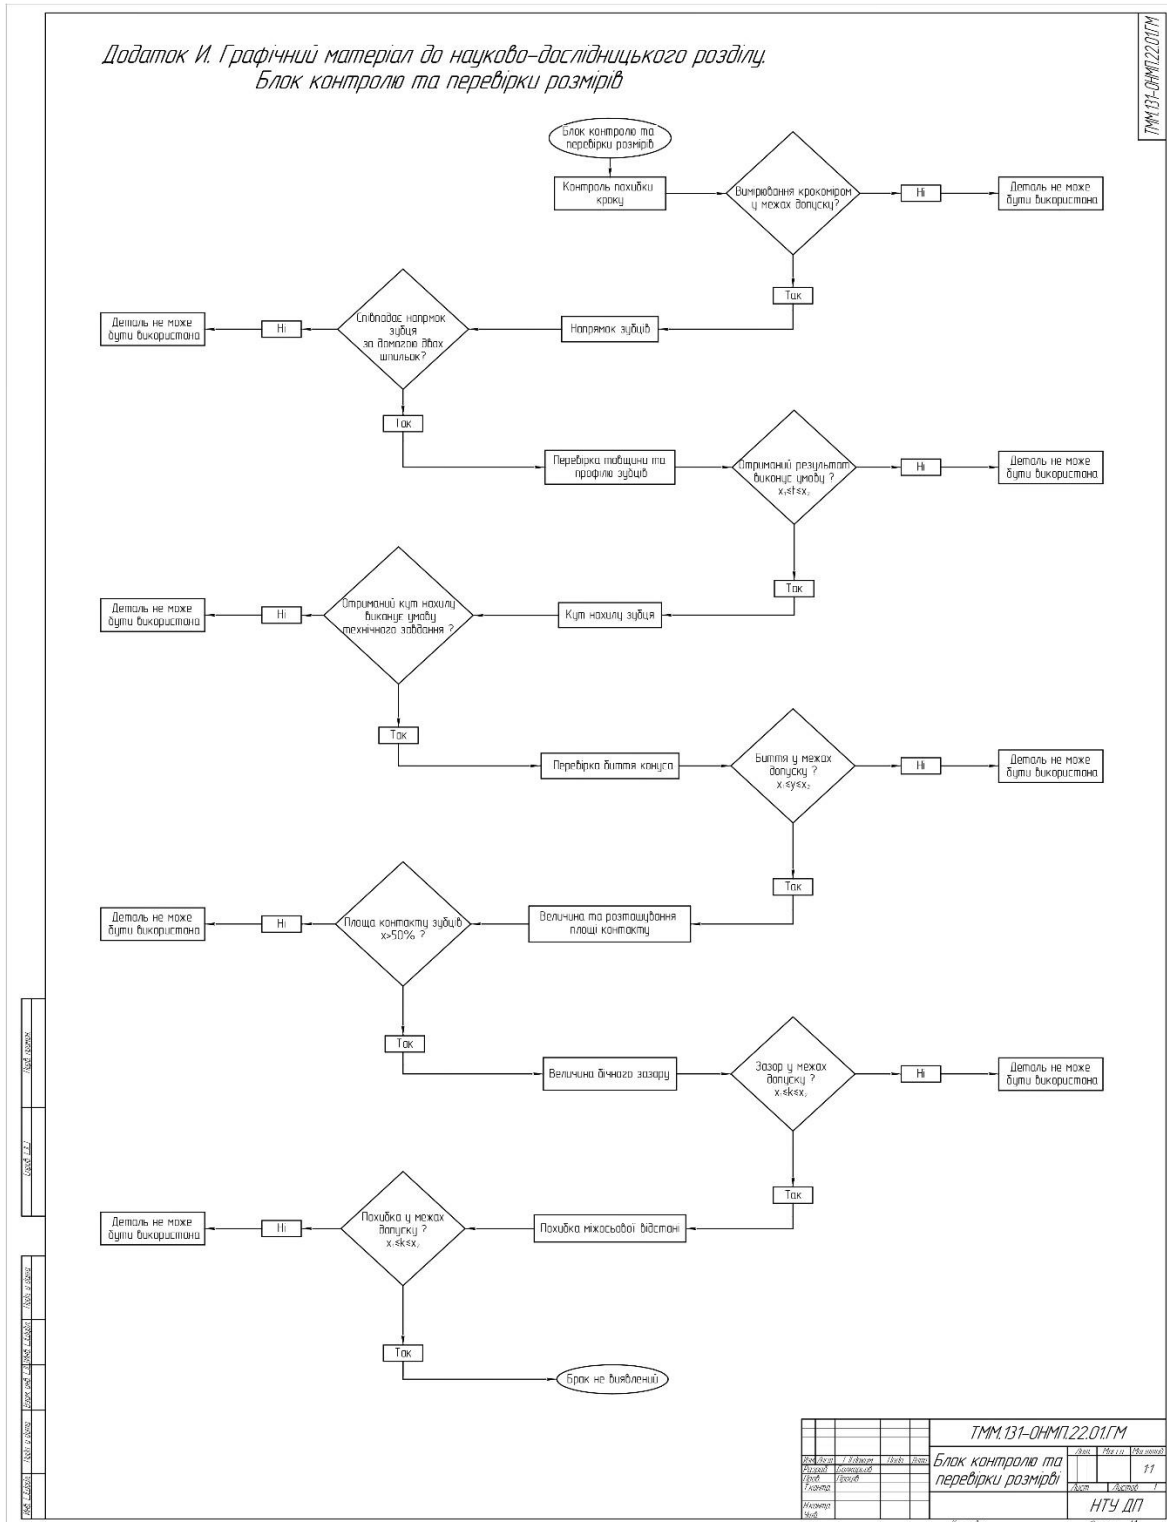 Додаток И. Графічний матеріал до науково-дослідницького розділу.
Блок контролю та перевірки розмірів
ТММ.131-ОНМП.22.01.ГМ
Блок контролю та
перевірки розмірів
Контроль похибки
кроку
Вимірювання крокоміром
у межах допуску?
Ні
Деталь не може
бути використана
Так
Напрямок зубців
Співпадає напрмок
зубця
за домагою двох
шпильок?
Ні
Деталь не може
бути використана
Так
Перевірка товщини та
профілю зубців
Отриманий результат
виконує умову ?
Ні
Деталь не може
бути використана
Так
Кут нахилу зубця
Отриманий кут нахилу
виконує умову
технічного завдання ?
Ні
Деталь не може
бути використана
Так
Перевірка биття конуса
Биття у межах
допуску ?
Ні
Деталь не може
бути використана
Так
Величина та розташування
площі контакту
Площа контакту зубців
x>50% ?
Ні
Деталь не може
бути використана
Так
Величина бічного зазору
Зазор у межах
допуску ?
Ні
Деталь не може
бути використана
Так
Похибка міжосьової відстані
Похибка у межах
допуску ?
Ні
Деталь не може
бути використана
Так
Брак не виявлений
ТММ.131-ОНМП.22.01.ГМ
Блок контролю та
перевірки розмірві
1:1
НТУ ДП